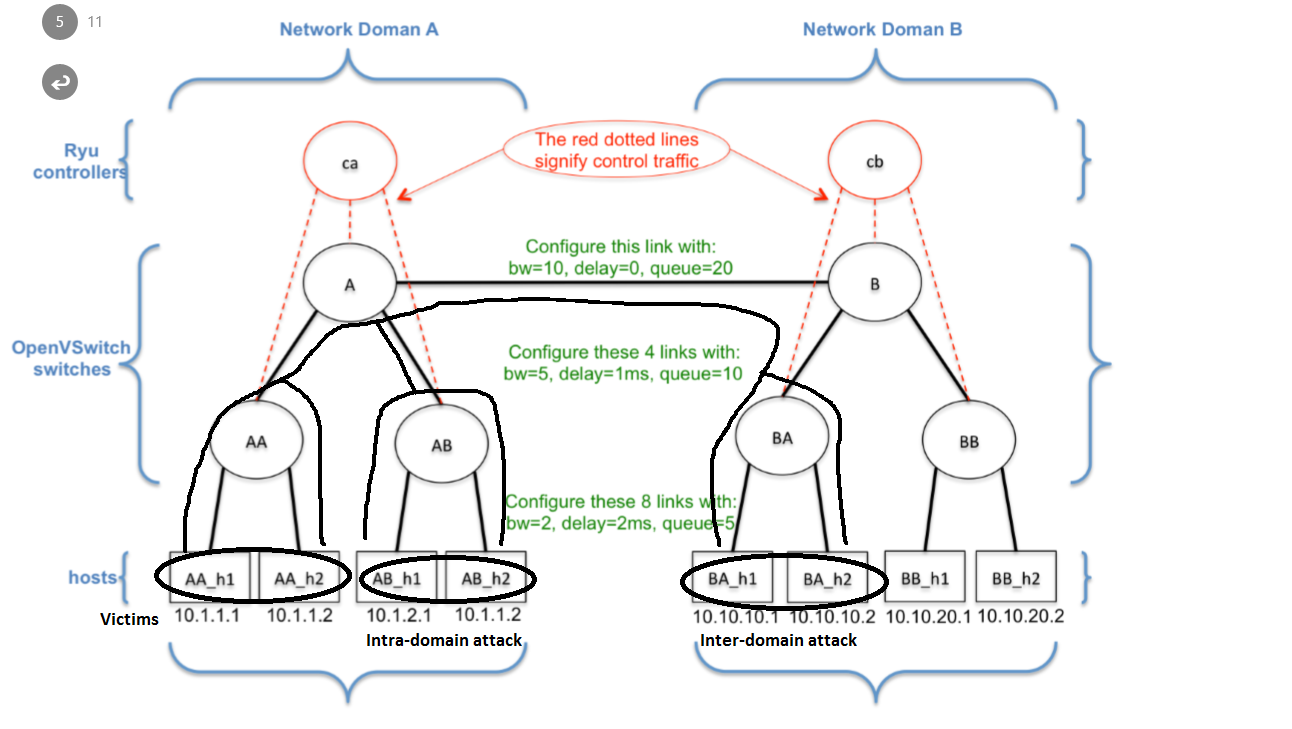 5 11
Network Doman A
Network Doman B
Ryu
controllers
The red dotted lines
signify control traffic
ca
cb
Configure this link with:
bw=10, delay=0, queue=20
A
B
OpenVSwitch
switches
Configure these 4 links with:
bw=5, delay=1ms, queue=10
AA
AB
BA
BB
Configure these 8 links with:
bw=2, delay=2ms, queue=5
hosts
AA_h1
AA_h2
AB_h1
AB_h2
BA_h1
BA_h2
BB_h1
BB_h2
Victims
10.1.1.1
10.1.1.2
10.1.2.1
10.1.1.2
10.10.10.1
10.10.10.2
10.10.20.1
10.10.20.2
Intra-domain attack
Inter-domain attack